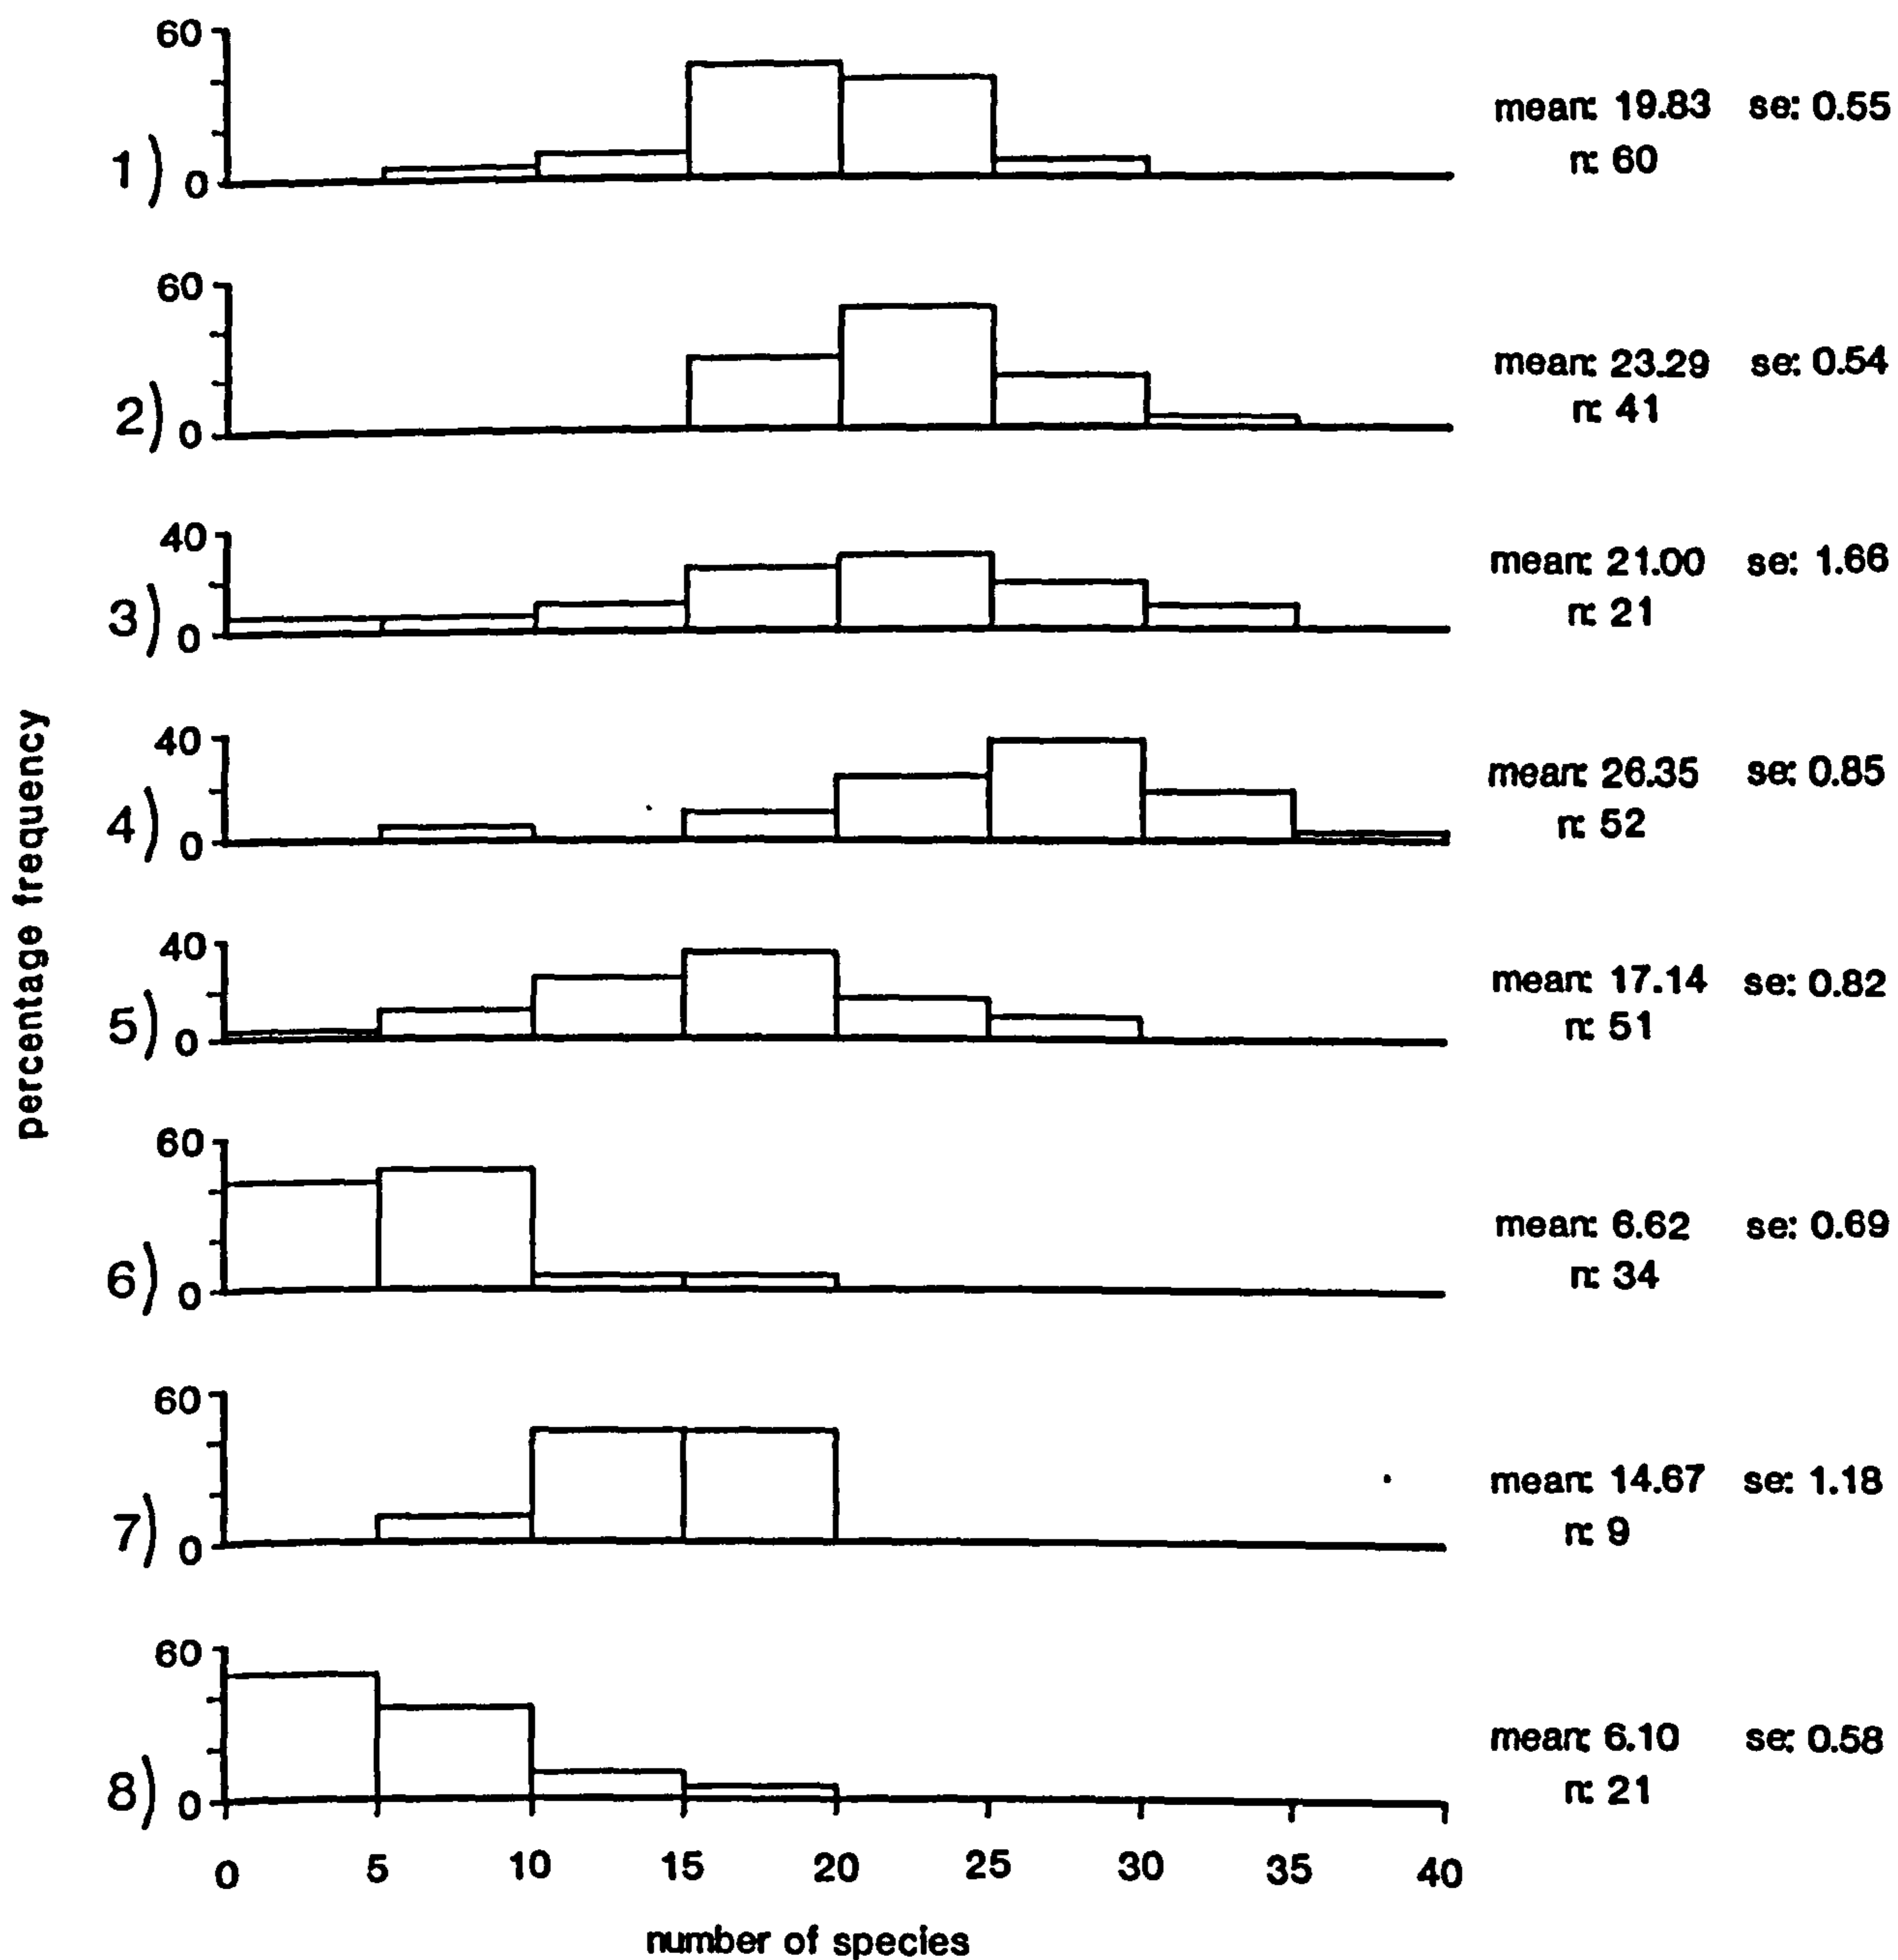 60
mean: 19.83 se: 0.55
1) 0
n: 60
60
mean: 23.29 se: 0.54
2) 0
n: 41
40
mean: 21.00 se: 1.66
3) 0
n: 21
percentage frequency
40
mean: 26.35 se: 0.85
4) 0
n: 52
40
mean: 17.14 se: 0.82
5) 0
n: 51
60
mean: 6.62 se: 0.69
6) 0
n: 34
60
mean: 14.67 se: 1.18
7) 0
n: 9
60
mean: 6.10 se: 0.58
8) 0
n: 21
0 5 10 15 20 25 30 35 40
number of species